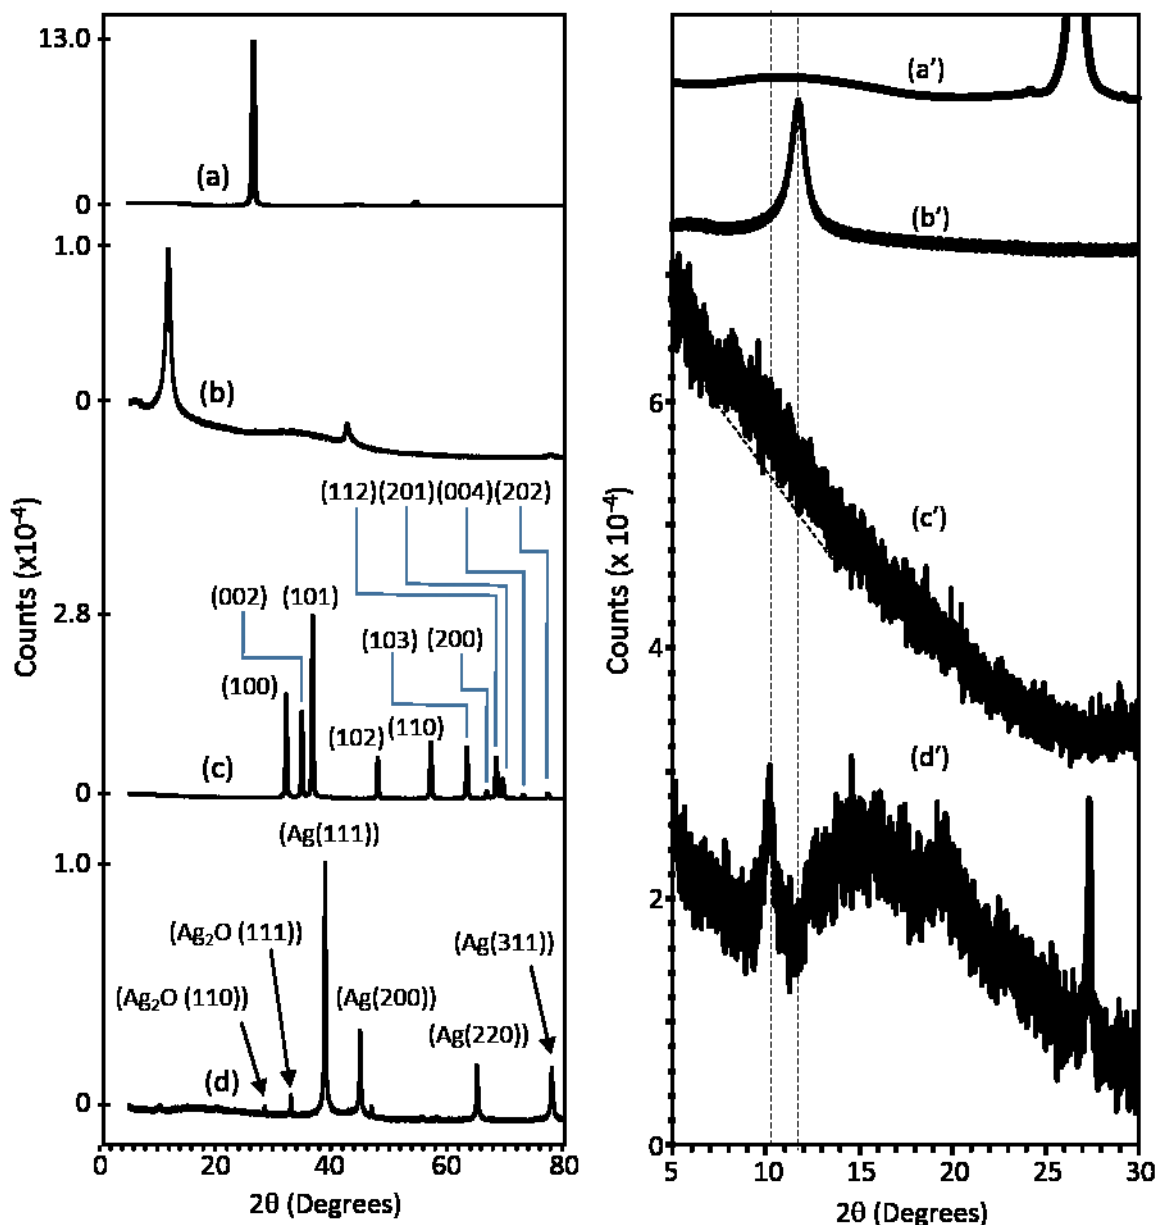 13.0
(a)
0
1.0
0
(b)
(112)(201)(004)(202)
Counts (x10⁻⁴)
2.8
(002)
(101)
(103)
(200)
(100)
(102)
(110)
(c)
0
(Ag(111))
1.0
(Ag₂O (111))
(Ag(311))
(Ag₂O (110))
(Ag(200))
(Ag(220))
(d)
0
0
20
40
60
80
2θ (Degrees)
(a′)
(b′)
6
(c′)
Counts (x 10⁻⁴)
4
(d′)
2
0
5
10
15
20
25
30
2θ (Degrees)